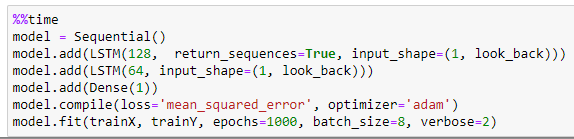 %%time
model = Sequential()
model.add(LSTM(128,  return_sequences=True, input_shape=(1, look_back)))
model.add(LSTM(64, input_shape=(1, look_back)))
model.add(Dense(1))
model.compile(loss='mean_squared_error', optimizer='adam')
model.fit(trainX, trainY, epochs=1000, batch_size=8, verbose=2)